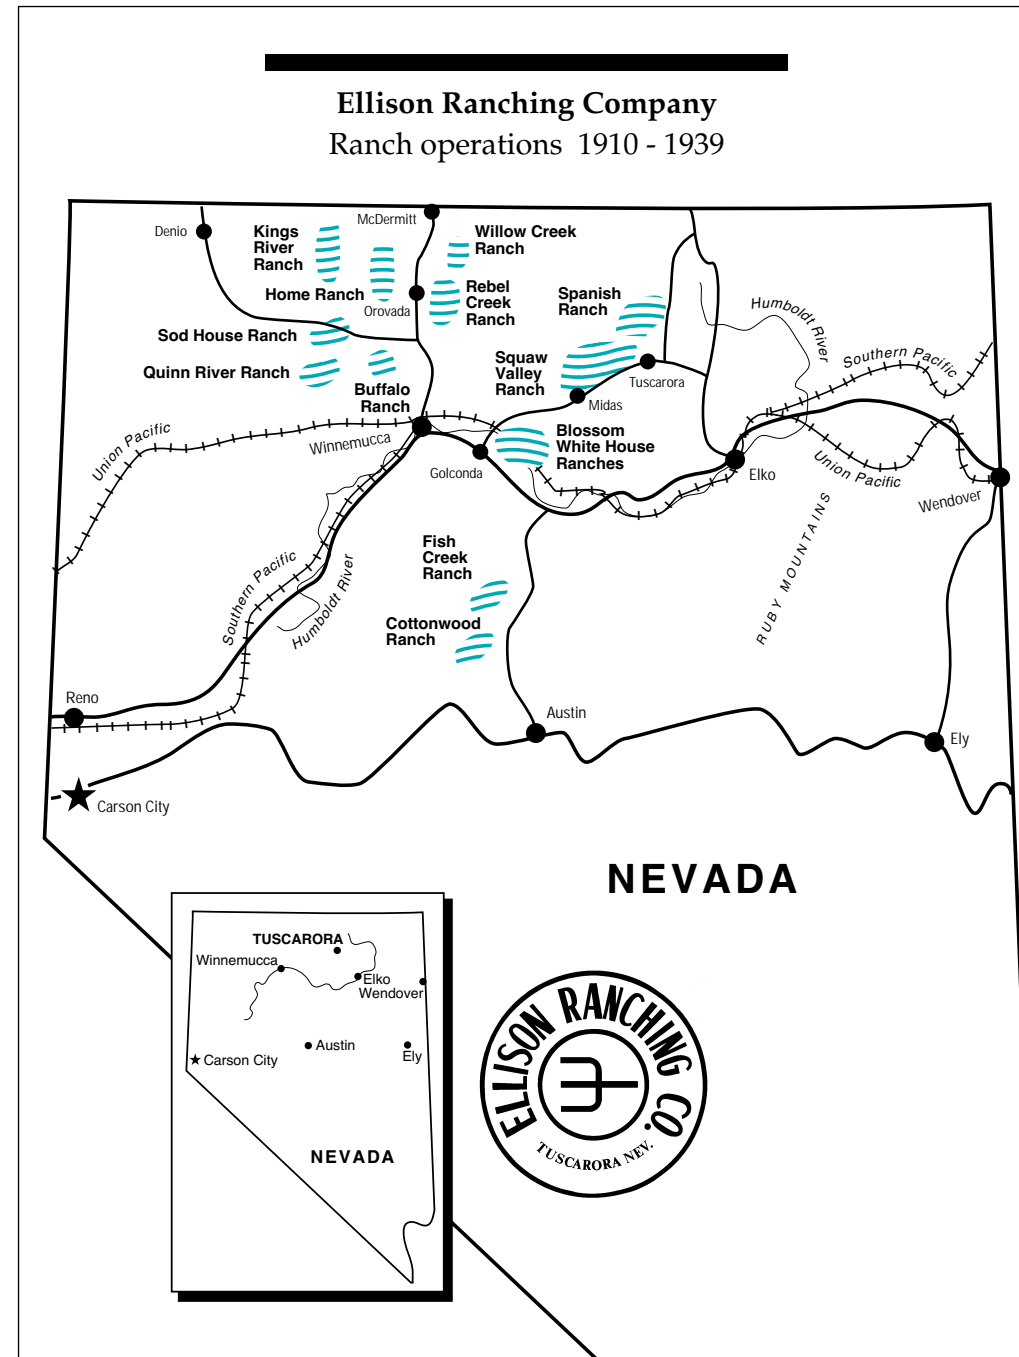 Ellison Ranching Company
Ranch operations 1910 - 1939
McDermitt
Denio
Kings
River
Ranch
Willow Creek
Ranch
Home Ranch
Orovada
Rebel
Creek
Ranch
Spanish
Ranch
Humboldt River
Sod House Ranch
Quinn River Ranch
Buffalo
Ranch
Squaw
Valley
Ranch
Tuscarora
Midas
Southern Pacific
Union Pacific
Winnemucca
Golconda
Blossom
White House
Ranches
Elko
Union Pacific
Wendover
Fish
Creek
Ranch
Southern Pacific
Humboldt River
RUBY MOUNTAINS
Cottonwood
Ranch
Reno
Austin
Ely
Carson City
NEVADA
TUSCARORA
Winnemucca
Elko
Wendover
Austin
Ely
Carson City
NEVADA
ELLISON RANCHING CO.
TUSCARORA NEV.